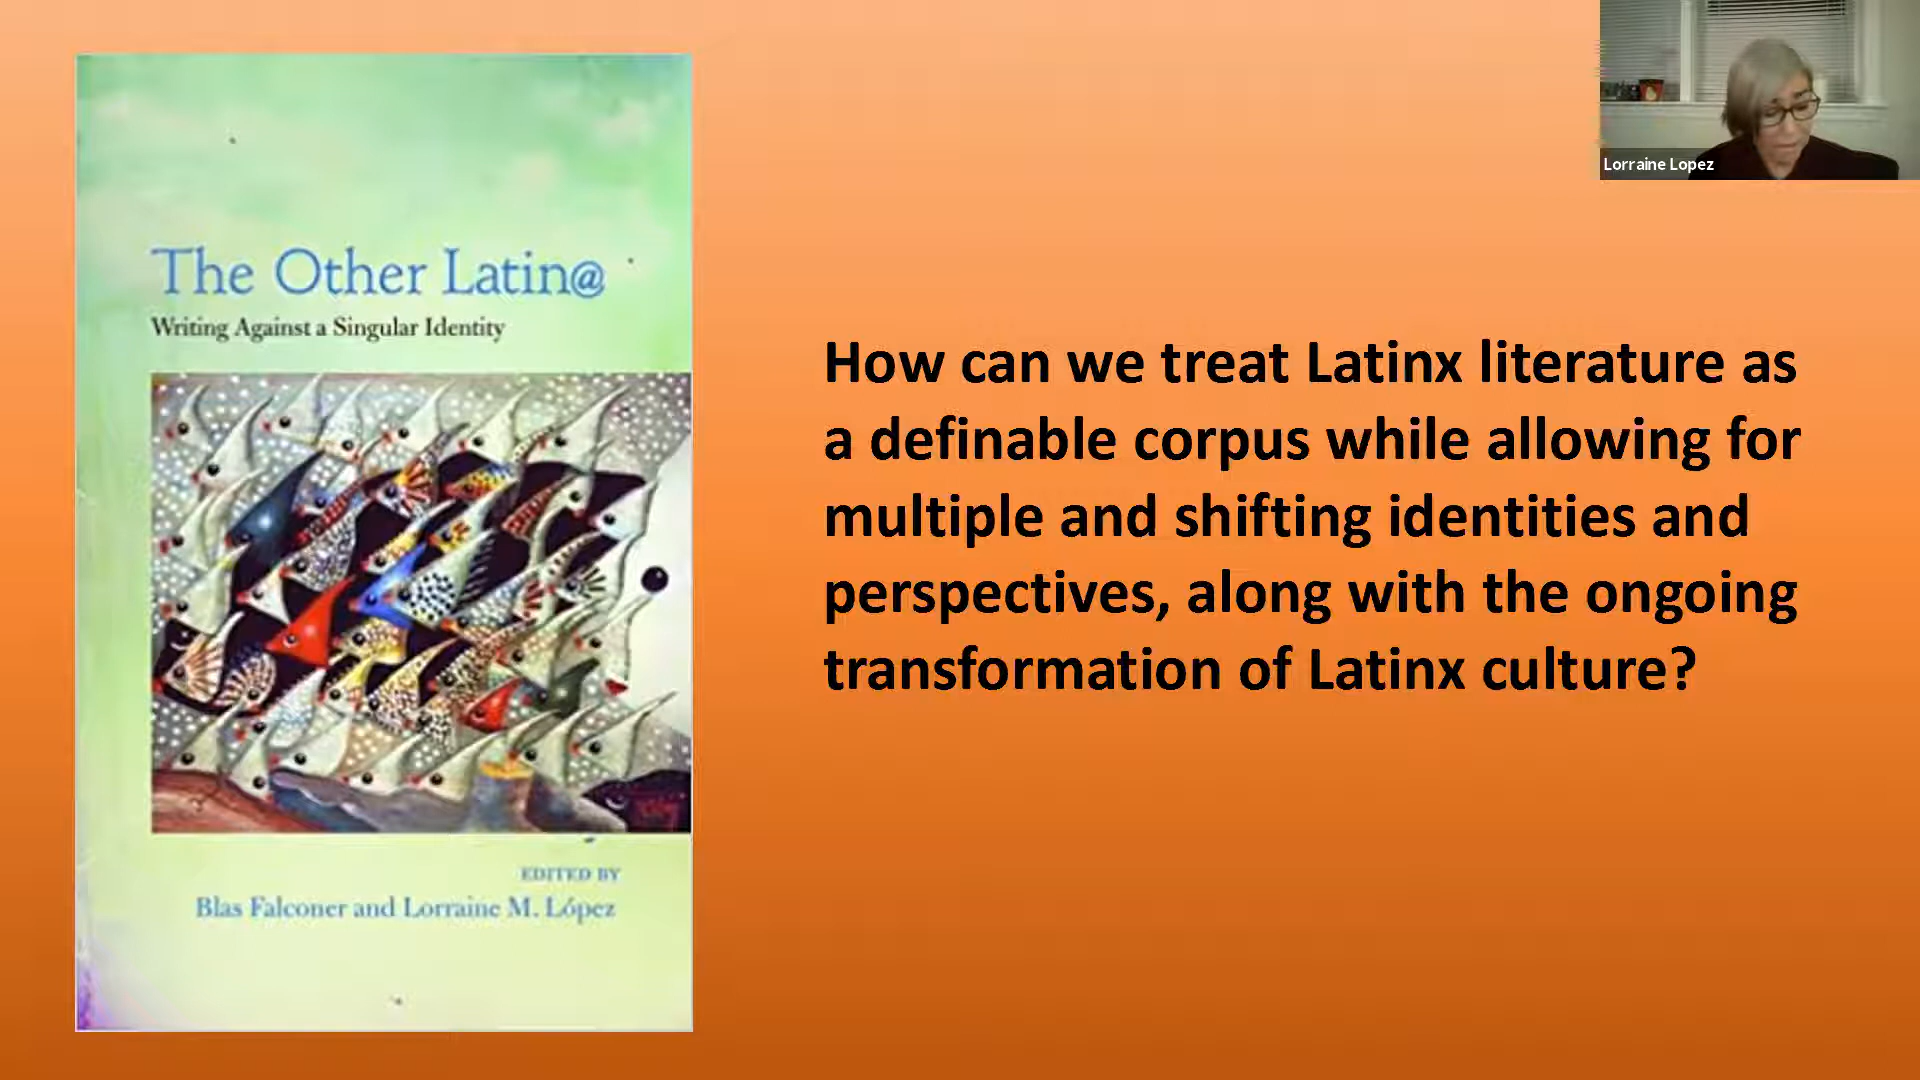 The Other Latin@
Writing Against a Singular Identity
EDITED BY
Blas Falconer and Lorraine M. López
How can we treat Latinx literature as
a definable corpus while allowing for
multiple and shifting identities and
perspectives, along with the ongoing
transformation of Latinx culture?
Lorraine Lopez